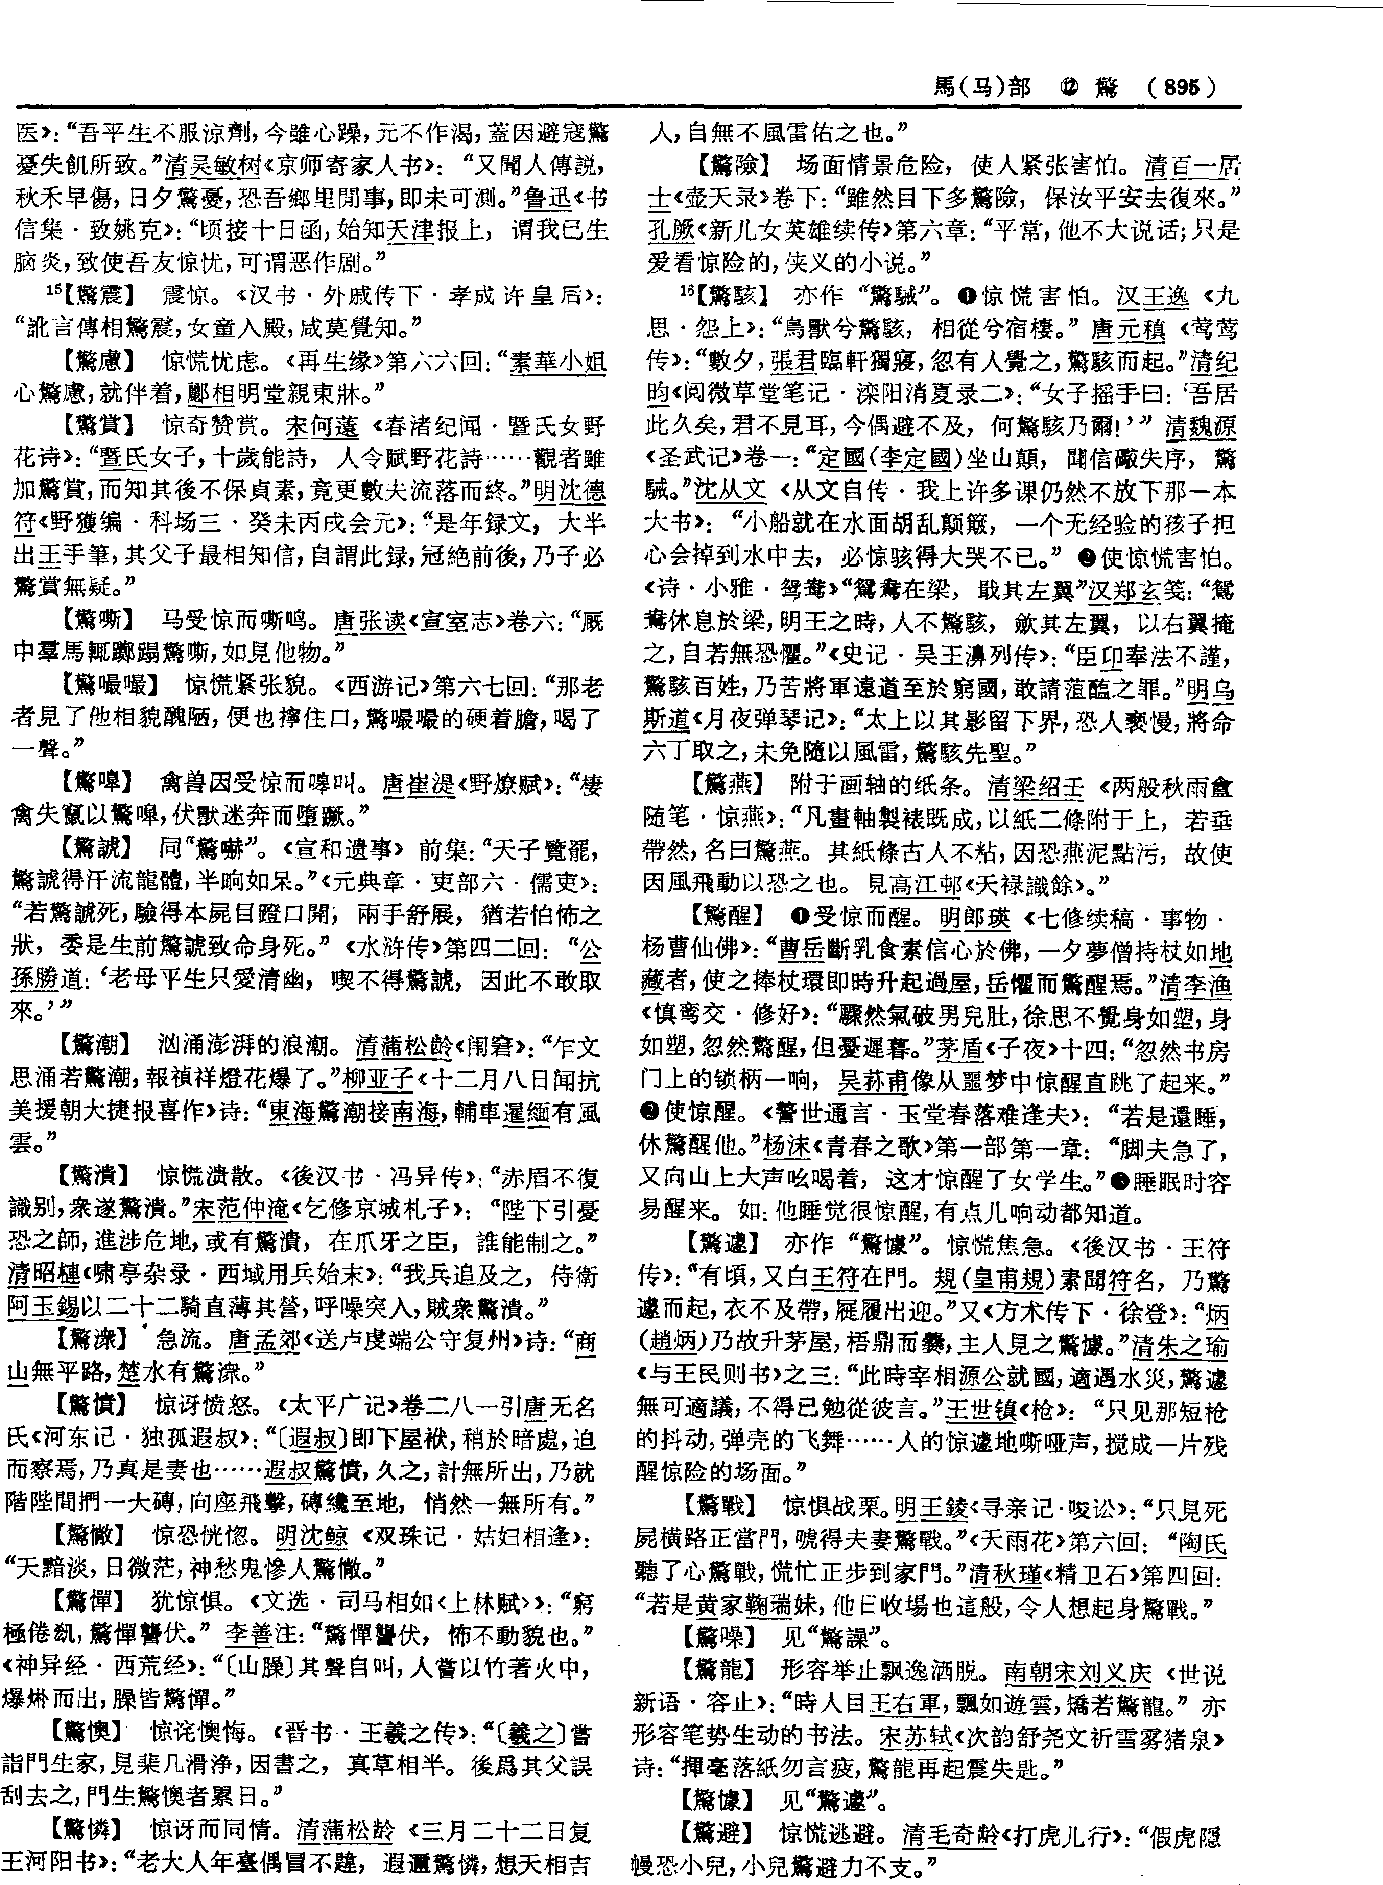 馬(马)部 ⑫ 驚 (895)
医》：“吾平生不服涼劑，今雖心躁，元不作渴，蓋因避寇驚
憂失飢所致。”清吴敏树《京师寄家人书》：“又聞人傳説，
秋禾早傷，日夕驚憂，恐吾鄉里閒事，即未可測。”鲁迅《书
信集·致姚克》：“顷接十日函，始知天津报上，谓我已生
脑炎，致使吾友惊忧，可谓恶作剧。”
15【驚震】 震惊。《汉书·外戚传下·孝成许皇后》：
“訛言傳相驚震，女童入殿，咸莫覺知。”
【驚慮】 惊慌忧虑。《再生缘》第六六回：“素華小姐
心驚慮，就伴着，酈相明堂親東牀。”
【驚賞】 惊奇赞赏。宋何薳《春渚纪闻·暨氏女野
花诗》：“暨氏女子，十歲能詩，人令賦野花詩……觀者雖
加驚賞，而知其後不保貞素，竟更數夫流落而終。”明沈德
符《野獲编·科场三·癸未丙戌会元》：“是年録文，大半
出王手筆，其父子最相知信，自謂此録，冠絶前後，乃子必
驚賞無疑。”
【驚嘶】 马受惊而嘶鸣。唐张读《宣室志》卷六：“厩
中羣馬輒躑蹋驚嘶，如見他物。”
【驚嘬嘬】 惊慌紧张貌。《西游记》第六七回：“那老
者見了他相貌醜陋，便也擰住口，驚嘬嘬的硬着膽，喝了
一聲。”
【驚嘷】 禽兽因受惊而嗥叫。唐崔湜《野燎赋》：“棲
禽失竄以驚嘷，伏獸迷奔而墮蹶。”
【驚諕】 同“驚嚇”。《宣和遗事》前集：“天子覽罷，
驚諕得汗流龍體，半晌如呆。”《元典章·吏部六·儒吏》：
“若驚諕死，驗得本屍目瞪口開，兩手舒展，猶若怕怖之
狀，委是生前驚諕致命身死。”《水浒传》第四二回：“公
孫勝道：‘老母平生只愛清幽，喫不得驚諕，因此不敢取
來。’”
【驚潮】 汹涌澎湃的浪潮。清蒲松龄《闱窘》：“乍文
思涌若驚潮，報禎祥燈花爆了。”柳亚子《十二月八日闻抗
美援朝大捷报喜作》诗：“東海驚潮接南海，輔車暹緬有風
雲。”
【驚潰】 惊慌溃散。《後汉书·冯异传》：“赤眉不復
識别，衆遂驚潰。”宋范仲淹《乞修京城札子》：“陛下引憂
恐之師，進涉危地，或有驚潰，在爪牙之臣，誰能制之。”
清昭槤《啸亭杂录·西域用兵始末》：“我兵追及之，侍衛
阿玉錫以二十二騎直薄其營，呼噪突入，賊衆驚潰。”
【驚潨】 急流。唐孟郊《送卢虔端公守复州》诗：“商
山無平路，楚水有驚潨。”
【驚憤】 惊讶愤怒。《太平广记》卷二八一引唐无名
氏《河东记·独孤遐叔》：“〔遐叔〕即下屋袱，稍於暗處，迫
而察焉，乃真是妻也……遐叔驚憤，久之，計無所出，乃就
階陛間捫一大磚，向座飛擊，磚纔至地，悄然一無所有。”
【驚憿】 惊恐恍惚。明沈鲸《双珠记·姑妇相逢》：
“天黯淡，日微茫，神愁鬼慘人驚憿。”
【驚憚】 犹惊惧。《文选·司马相如〈上林赋〉》：“窮
極倦𠨞，驚憚讋伏。”李善注：“驚憚讋伏，怖不動貌也。”
《神异经·西荒经》：“〔山臊〕其聲自叫，人嘗以竹著火中，
爆烞而出，臊皆驚憚。”
【驚懊】 惊诧懊悔。《晋书·王羲之传》：“〔羲之〕嘗
詣門生家，見棐几滑浄，因書之，真草相半。後爲其父誤
刮去之，門生驚懊者累日。”
【驚憐】 惊讶而同情。清蒲松龄《三月二十二日复
王河阳书》：“老大人年臺偶冒不韙，遐邇驚憐，想天相吉
人，自無不風雷佑之也。”
【驚險】 场面情景危险，使人紧张害怕。清百一居
士《壶天录》卷下：“雖然目下多驚險，保汝平安去復來。”
孔厥《新儿女英雄续传》第六章：“平常，他不大说话；只是
爱看惊险的，侠义的小说。”
16【驚駭】 亦作“驚駴”。❶惊慌害怕。汉王逸《九
思·怨上》：“鳥獸兮驚駭，相從兮宿棲。”唐元稹《莺莺
传》：“數夕，張君臨軒獨寢，忽有人覺之，驚駭而起。”清纪
昀《阅微草堂笔记·滦阳消夏录二》：“女子摇手曰：‘吾居
此久矣，君不見耳，今偶避不及，何驚駭乃爾！’”清魏源
《圣武记》卷一：“定國(李定國)坐山顛，聞信礮失序，驚
駴。”沈从文《从文自传·我上许多课仍然不放下那一本
大书》：“小船就在水面胡乱颠簸，一个无经验的孩子担
心会掉到水中去，必惊骇得大哭不已。”❷使惊慌害怕。
《诗·小雅·鸳鸯》“鴛鴦在梁，戢其左翼”汉郑玄笺：“鴛
鴦休息於梁，明王之時，人不驚駭，斂其左翼，以右翼掩
之，自若無恐懼。”《史记·吴王濞列传》：“臣卬奉法不謹，
驚駭百姓，乃苦將軍遠道至於窮國，敢請菹醢之罪。”明乌
斯道《月夜弹琴记》：“太上以其影留下界，恐人褻慢，將命
六丁取之，未免隨以風雷，驚駭先聖。”
【驚燕】 附于画轴的纸条。清梁绍壬《两般秋雨盦
随笔·惊燕》：“凡畫軸製裱既成，以紙二條附于上，若垂
帶然，名曰驚燕。其紙條古人不粘，因恐燕泥點污，故使
因風飛動以恐之也。見高江邨《天禄識餘》。”
【驚醒】 ❶受惊而醒。明郎瑛《七修续稿·事物·
杨曹仙佛》：“曹岳斷乳食素信心於佛，一夕夢僧持杖如地
藏者，使之捧杖環即時升起過屋，岳懼而驚醒焉。”清李渔
《慎鸾交·修好》：“驟然氣破男兒肚，徐思不覺身如塑，身
如塑，忽然驚醒，但憂遲暮。”茅盾《子夜》十四：“忽然书房
门上的锁柄一响，吴荪甫像从噩梦中惊醒直跳了起来。”
❷使惊醒。《警世通言·玉堂春落难逢夫》：“若是還睡，
休驚醒他。”杨沫《青春之歌》第一部第一章：“脚夫急了，
又向山上大声吆喝着，这才惊醒了女学生。”❸睡眠时容
易醒来。如：他睡觉很惊醒，有点儿响动都知道。
【驚遽】 亦作“驚懅”。惊慌焦急。《後汉书·王符
传》：“有頃，又白王符在門。規(皇甫規)素聞符名，乃驚
遽而起，衣不及帶，屣履出迎。”又《方术传下·徐登》：“炳
(趙炳)乃故升茅屋，梧鼎而爨，主人見之驚懅。”清朱之瑜
《与王民则书》之三：“此時宰相源公就國，適遇水災，驚遽
無可適議，不得已勉從彼言。”王世镇《枪》：“只见那短枪
的抖动，弹壳的飞舞……人的惊遽地嘶哑声，搅成一片残
酷惊险的场面。”
【驚戰】 惊惧战栗。明王錂《寻亲记·唆讼》：“只見死
屍橫路正當門，唬得夫妻驚戰。”《天雨花》第六回：“陶氏
聽了心驚戰，慌忙正步到家門。”清秋瑾《精卫石》第四回：
“若是黄家鞠瑞妹，他日收場也這般，令人想起身驚戰。”
【驚噪】 见“驚譟”。
【驚龍】 形容举止飘逸洒脱。南朝宋刘义庆《世说
新语·容止》：“時人目王右軍，飄如遊雲，矯若驚龍。”亦
形容笔势生动的书法。宋苏轼《次韵舒尧文祈雪雾猪泉》
诗：“揮毫落紙勿言疲，驚龍再起震失匙。”
【驚懅】 见“驚遽”。
【驚避】 惊慌逃避。清毛奇龄《打虎儿行》：“假虎隱
幔恐小兒，小兒驚避力不支。”